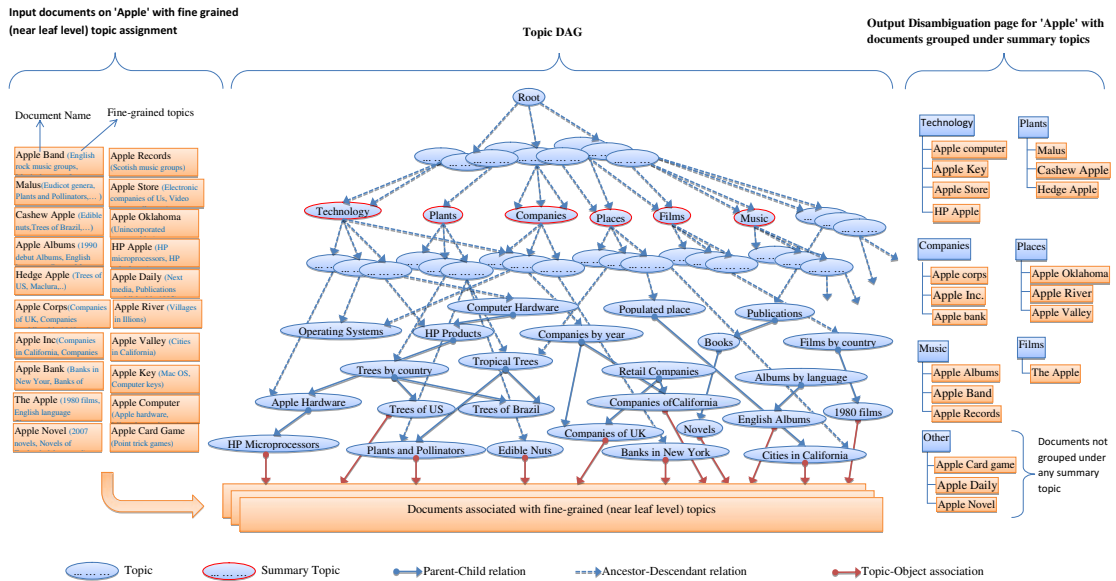 Input documents on 'Apple' with fine grained
(near leaf level) topic assignment
Topic DAG
Output Disambiguation page for 'Apple' with
documents grouped under summary topics
Document Name
Fine-grained topics
Apple Band (English
rock music groups,
Malus(Eudicot genera,
Plants and Pollinators,... )
Cashew Apple (Edible
nuts,Trees of Brazil,...)
Apple Albums (1990
debut Albums, English
Hedge Apple (Trees of
US, Maclura,..)
Apple Corps(Companies
of UK, Companies
Apple Inc(Companies
in California, Companies
Apple Bank (Banks in
New Your, Banks of
The Apple (1980 films,
English language
Apple Novel (2007
novels, Novels of
Apple Records
(Scotish music groups)
Apple Store (Electronic
companies of Us, Video
Apple Oklahoma
(Unincorporated
HP Apple (HP
microprocessors, HP
Apple Daily (Next
media, Publications
Apple River (Villages
in Illions)
Apple Valley (Cities
in California)
Apple Key (Mac OS,
Computer keys)
Apple Computer
(Apple hardware,
Apple Card Game
(Point trick games)
Root
... ... ...
... ... ...
... ... ...
... ... ...
Technology
Plants
Companies
Places
Films
Music
... ... ...
... ... ...
... ... ...
... ... ...
... ... ...
... ... ...
... ... ...
... ... ...
Computer Hardware
Populated place
Publications
Operating Systems
HP Products
Companies by year
Books
Films by country
Trees by country
Tropical Trees
Retail Companies
Albums by language
Apple Hardware
Trees of US
Trees of Brazil
Companies ofCalifornia
English Albums
1980 films
HP Microprocessors
Plants and Pollinators
Edible Nuts
Companies of UK
Novels
Banks in New York
Cities in California
Documents associated with fine-grained (near leaf level) topics
Technology
Apple computer
Apple Key
Apple Store
HP Apple
Plants
Malus
Cashew Apple
Hedge Apple
Companies
Apple corps
Apple Inc.
Apple bank
Places
Apple Oklahoma
Apple River
Apple Valley
Music
Apple Albums
Apple Band
Apple Records
Films
The Apple
Other
Apple Card game
Apple Daily
Apple Novel
Documents not
grouped under
any summary
topic
... ... ...
Topic
... ... ...
Summary Topic
Parent-Child relation
Ancestor-Descendant relation
Topic-Object association